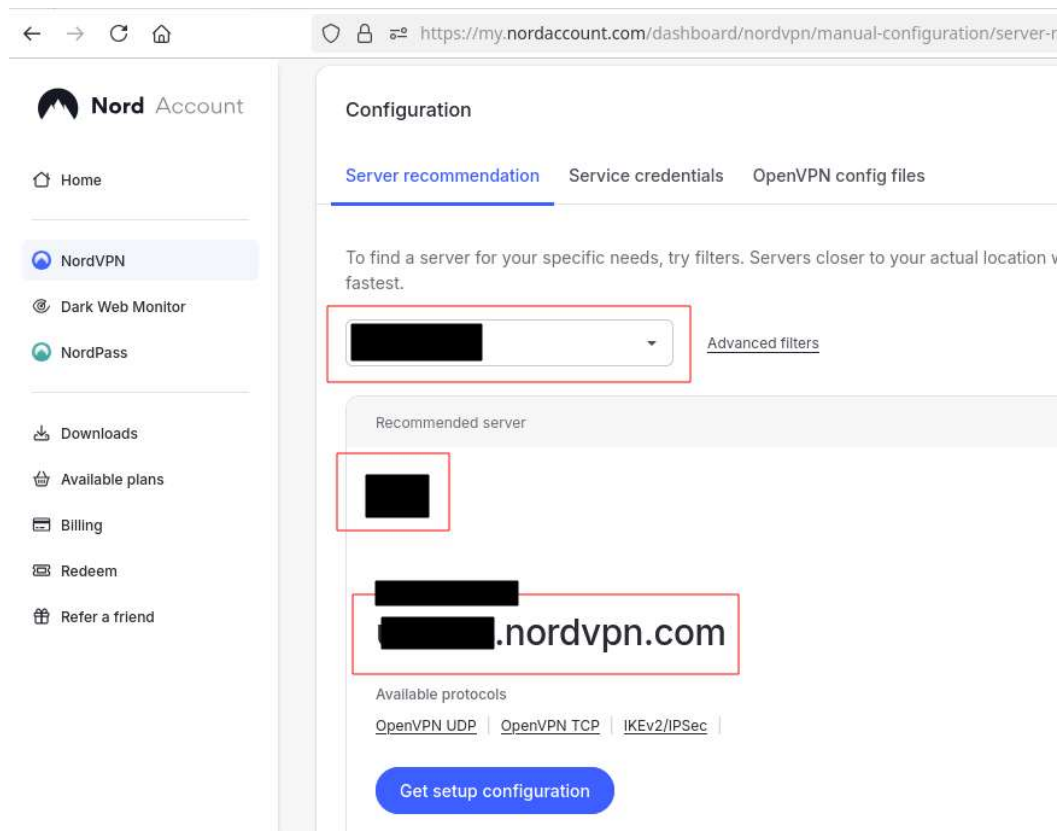 https://my.nordaccount.com/dashboard/nordvpn/manual-configuration/server-r
Nord Account
Home
NordVPN
Dark Web Monitor
NordPass
Downloads
Available plans
Billing
Redeem
Refer a friend
Configuration
Server recommendation Service credentials OpenVPN config files
To find a server for your specific needs, try filters. Servers closer to your actual location w
fastest.
Advanced filters
Recommended server
.nordvpn.com
Available protocols
OpenVPN UDP | OpenVPN TCP | IKEv2/IPSec |
Get setup configuration